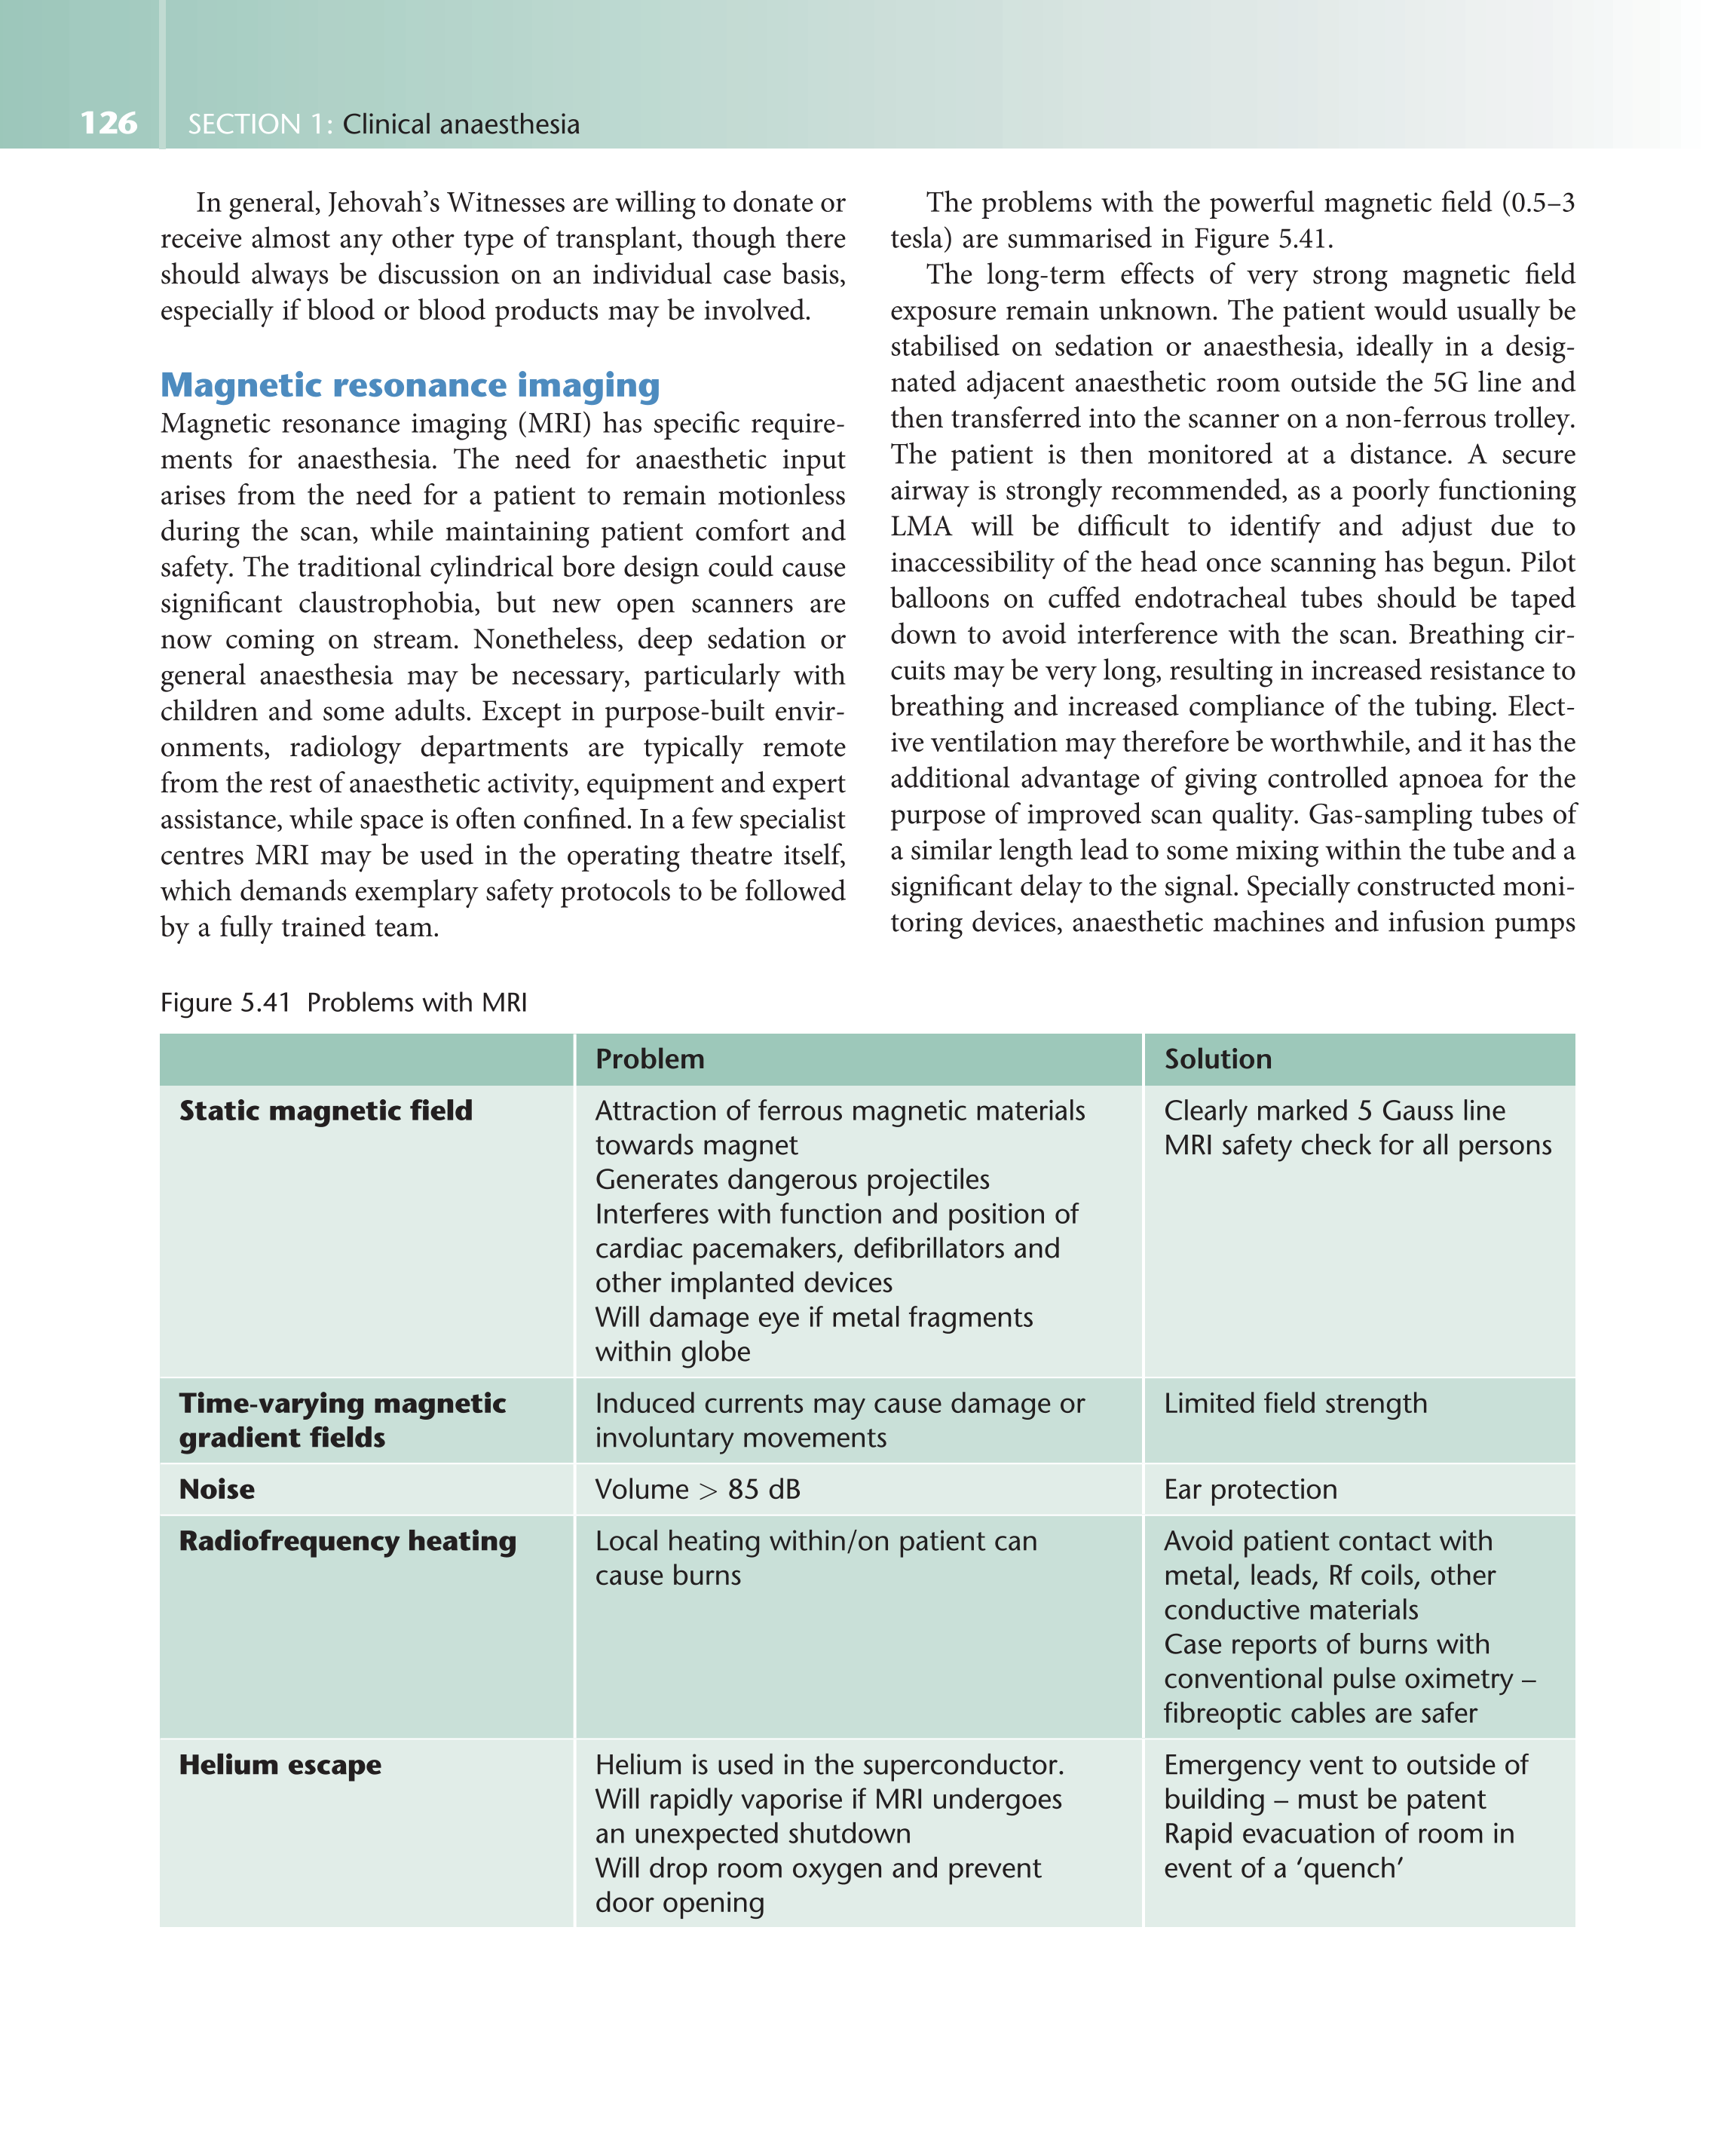 126 SECTION 1: Clinical anaesthesia
In general, Jehovah's Witnesses are willing to donate or
receive almost any other type of transplant, though there
should always be discussion on an individual case basis,
especially if blood or blood products may be involved.
Magnetic resonance imaging
Magnetic resonance imaging (MRI) has specific require-
ments for anaesthesia. The need for anaesthetic input
arises from the need for a patient to remain motionless
during the scan, while maintaining patient comfort and
safety. The traditional cylindrical bore design could cause
significant claustrophobia, but new open scanners are
now coming on stream. Nonetheless, deep sedation or
general anaesthesia may be necessary, particularly with
children and some adults. Except in purpose-built envir-
onments, radiology departments are typically remote
from the rest of anaesthetic activity, equipment and expert
assistance, while space is often confined. In a few specialist
centres MRI may be used in the operating theatre itself,
which demands exemplary safety protocols to be followed
by a fully trained team.
The problems with the powerful magnetic field (0.5–3
tesla) are summarised in Figure 5.41.
The long-term effects of very strong magnetic field
exposure remain unknown. The patient would usually be
stabilised on sedation or anaesthesia, ideally in a desig-
nated adjacent anaesthetic room outside the 5G line and
then transferred into the scanner on a non-ferrous trolley.
The patient is then monitored at a distance. A secure
airway is strongly recommended, as a poorly functioning
LMA will be difficult to identify and adjust due to
inaccessibility of the head once scanning has begun. Pilot
balloons on cuffed endotracheal tubes should be taped
down to avoid interference with the scan. Breathing cir-
cuits may be very long, resulting in increased resistance to
breathing and increased compliance of the tubing. Elect-
ive ventilation may therefore be worthwhile, and it has the
additional advantage of giving controlled apnoea for the
purpose of improved scan quality. Gas-sampling tubes of
a similar length lead to some mixing within the tube and a
significant delay to the signal. Specially constructed moni-
toring devices, anaesthetic machines and infusion pumps
Figure 5.41 Problems with MRI
Problem
Solution
Static magnetic field
Attraction of ferrous magnetic materials
towards magnet
Generates dangerous projectiles
Interferes with function and position of
cardiac pacemakers, defibrillators and
other implanted devices
Will damage eye if metal fragments
within globe
Clearly marked 5 Gauss line
MRI safety check for all persons
Time-varying magnetic
gradient fields
Induced currents may cause damage or
involuntary movements
Limited field strength
Noise
Volume > 85 dB
Ear protection
Radiofrequency heating
Local heating within/on patient can
cause burns
Avoid patient contact with
metal, leads, Rf coils, other
conductive materials
Case reports of burns with
conventional pulse oximetry –
fibreoptic cables are safer
Helium escape
Helium is used in the superconductor.
Will rapidly vaporise if MRI undergoes
an unexpected shutdown
Will drop room oxygen and prevent
door opening
Emergency vent to outside of
building – must be patent
Rapid evacuation of room in
event of a ‘quench’